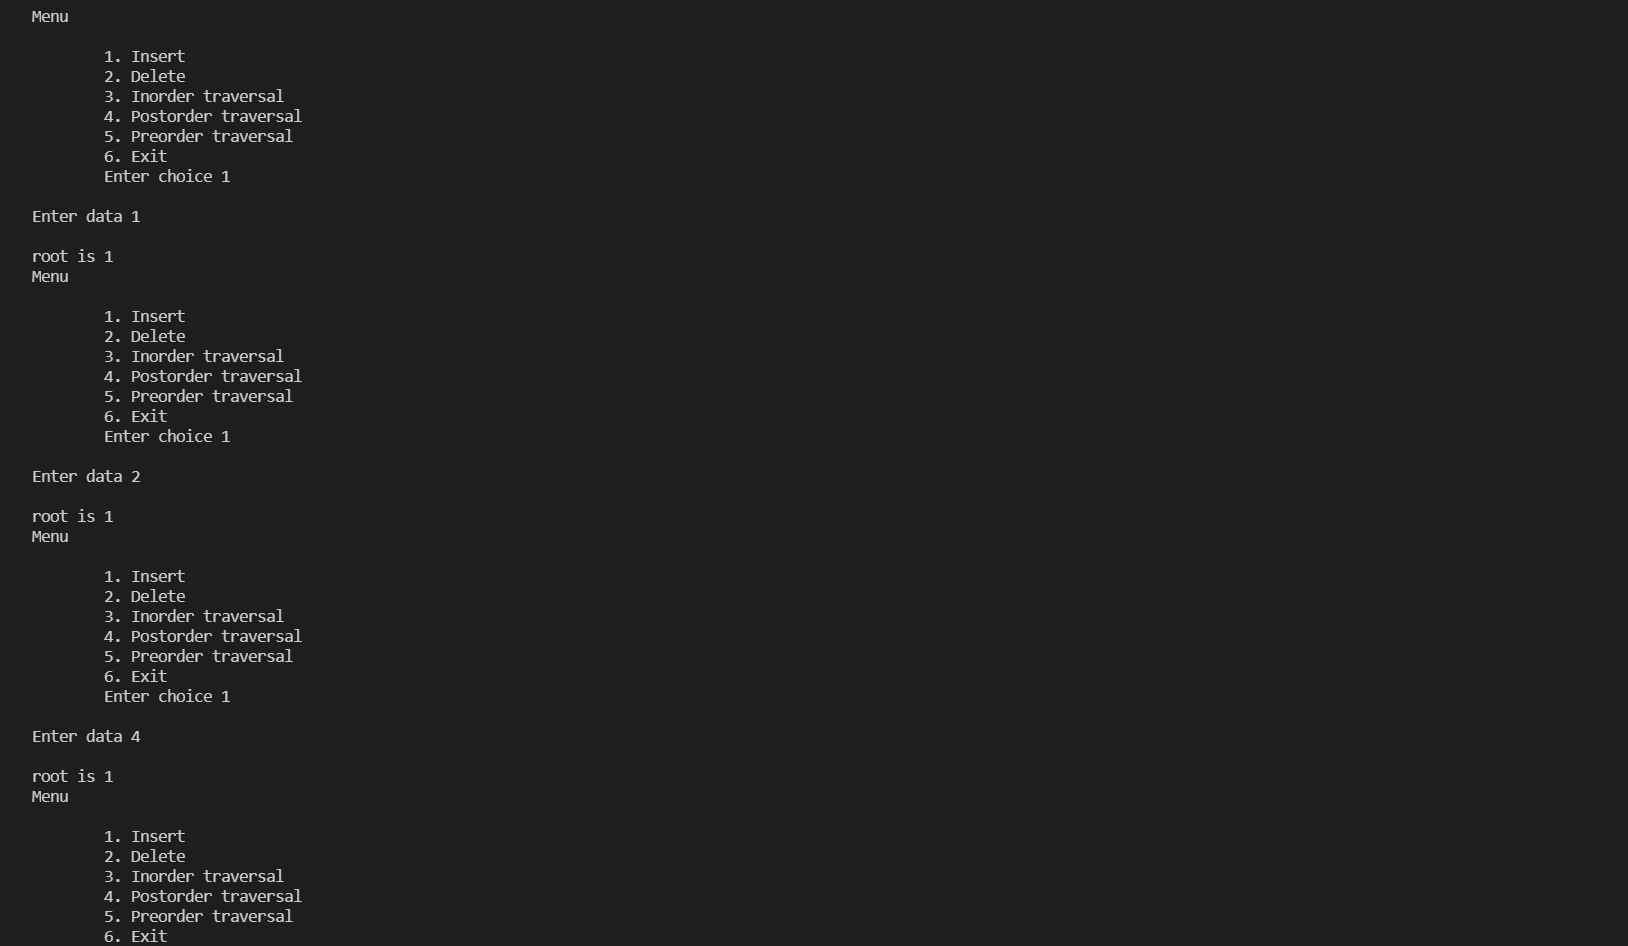 Menu
1. Insert
2. Delete
3. Inorder traversal
4. Postorder traversal
5. Preorder traversal
6. Exit
Enter choice 1
Enter data 1
root is 1
Menu
1. Insert
2. Delete
3. Inorder traversal
4. Postorder traversal
5. Preorder traversal
6. Exit
Enter choice 1
Enter data 2
root is 1
Menu
1. Insert
2. Delete
3. Inorder traversal
4. Postorder traversal
5. Preorder traversal
6. Exit
Enter choice 1
Enter data 4
root is 1
Menu
1. Insert
2. Delete
3. Inorder traversal
4. Postorder traversal
5. Preorder traversal
6. Exit